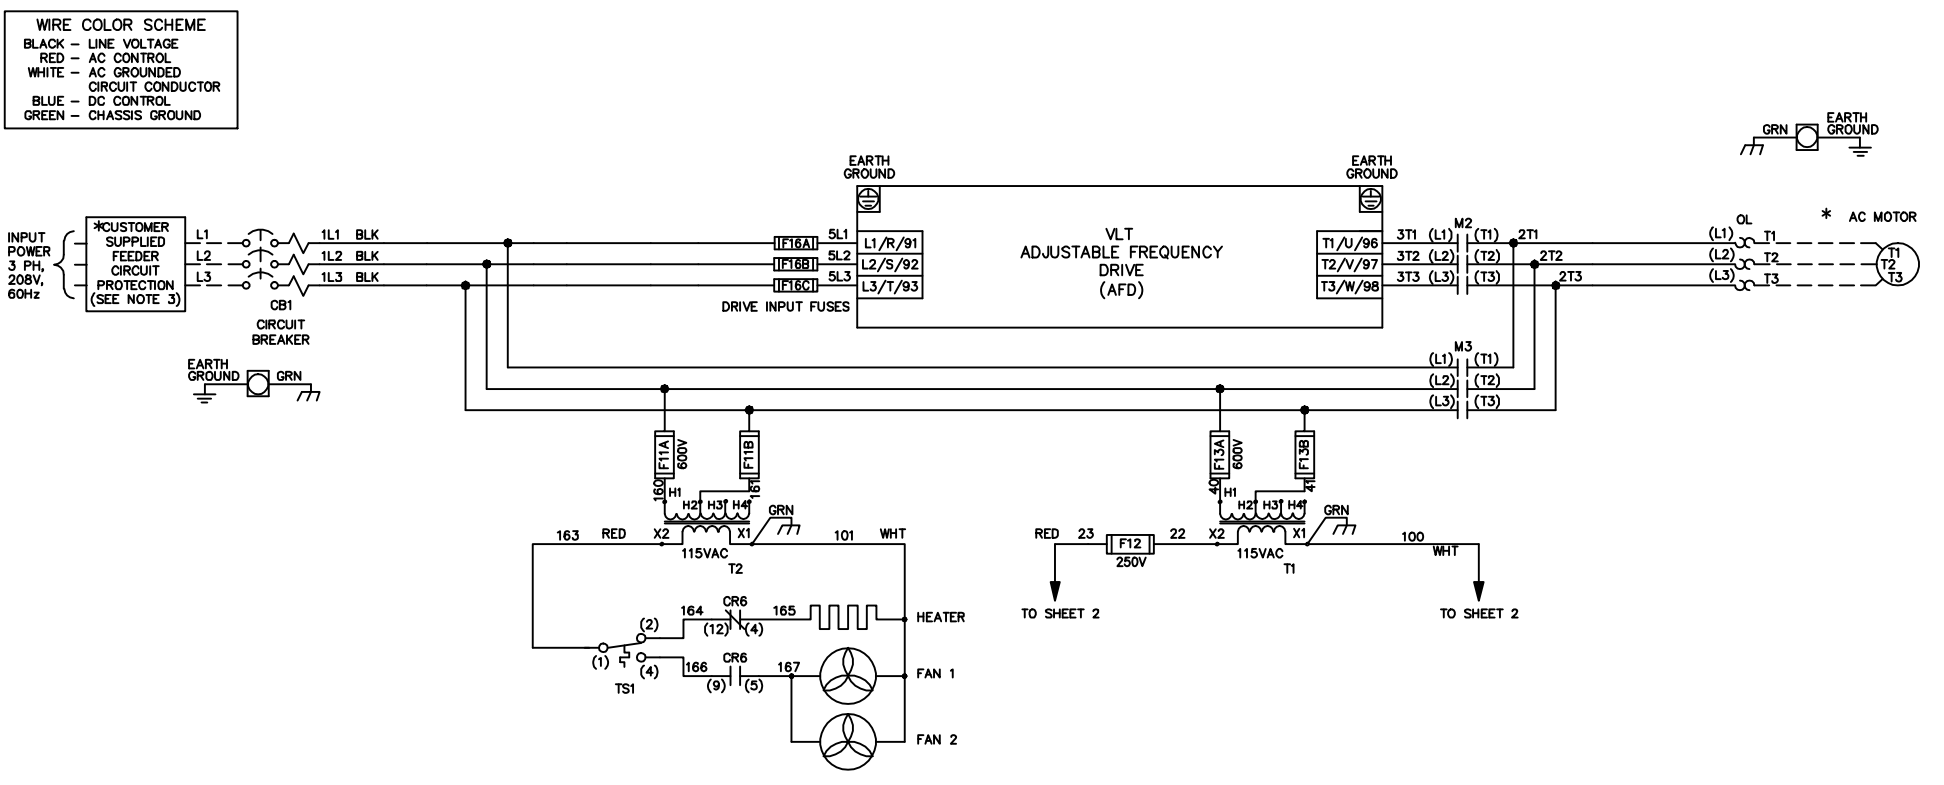 WIRE COLOR SCHEME
BLACK – LINE VOLTAGE
RED – AC CONTROL
WHITE – AC GROUNDED
CIRCUIT CONDUCTOR
BLUE – DC CONTROL
GREEN – CHASSIS GROUND
GRN
EARTH
GROUND
EARTH
GROUND
EARTH
GROUND
INPUT
POWER
3 PH,
208V,
60Hz
*CUSTOMER
SUPPLIED
FEEDER
CIRCUIT
PROTECTION
(SEE NOTE 3)
L1
L2
L3
CB1
CIRCUIT
BREAKER
1L1 BLK
1L2 BLK
1L3 BLK
F16A
F16B
F16C
DRIVE INPUT FUSES
5L1
5L2
5L3
L1/R/91
L2/S/92
L3/T/93
VLT
ADJUSTABLE FREQUENCY
DRIVE
(AFD)
T1/U/96
T2/V/97
T3/W/98
M2
3T1 (L1) (T1) 2T1
3T2 (L2) (T2) 2T2
3T3 (L3) (T3) 2T3
OL
(L1) T1
(L2) T2
(L3) T3
* AC MOTOR
T1
T2
T3
EARTH
GROUND
GRN
M3
(L1) (T1)
(L2) (T2)
(L3) (T3)
F11A
600V
F11B
160
161
H1
H2
H3
H4
GRN
163 RED X2
X1
101 WHT
115VAC
T2
F13A
600V
F13B
40
41
H1
H2
H3
H4
GRN
RED 23
F12
250V
22 X2
X1
100
WHT
115VAC
T1
TO SHEET 2
TO SHEET 2
CR6
164
165
(12) (4)
HEATER
(2)
(1)
(4)
TS1
CR6
166
167
(9) (5)
FAN 1
FAN 2